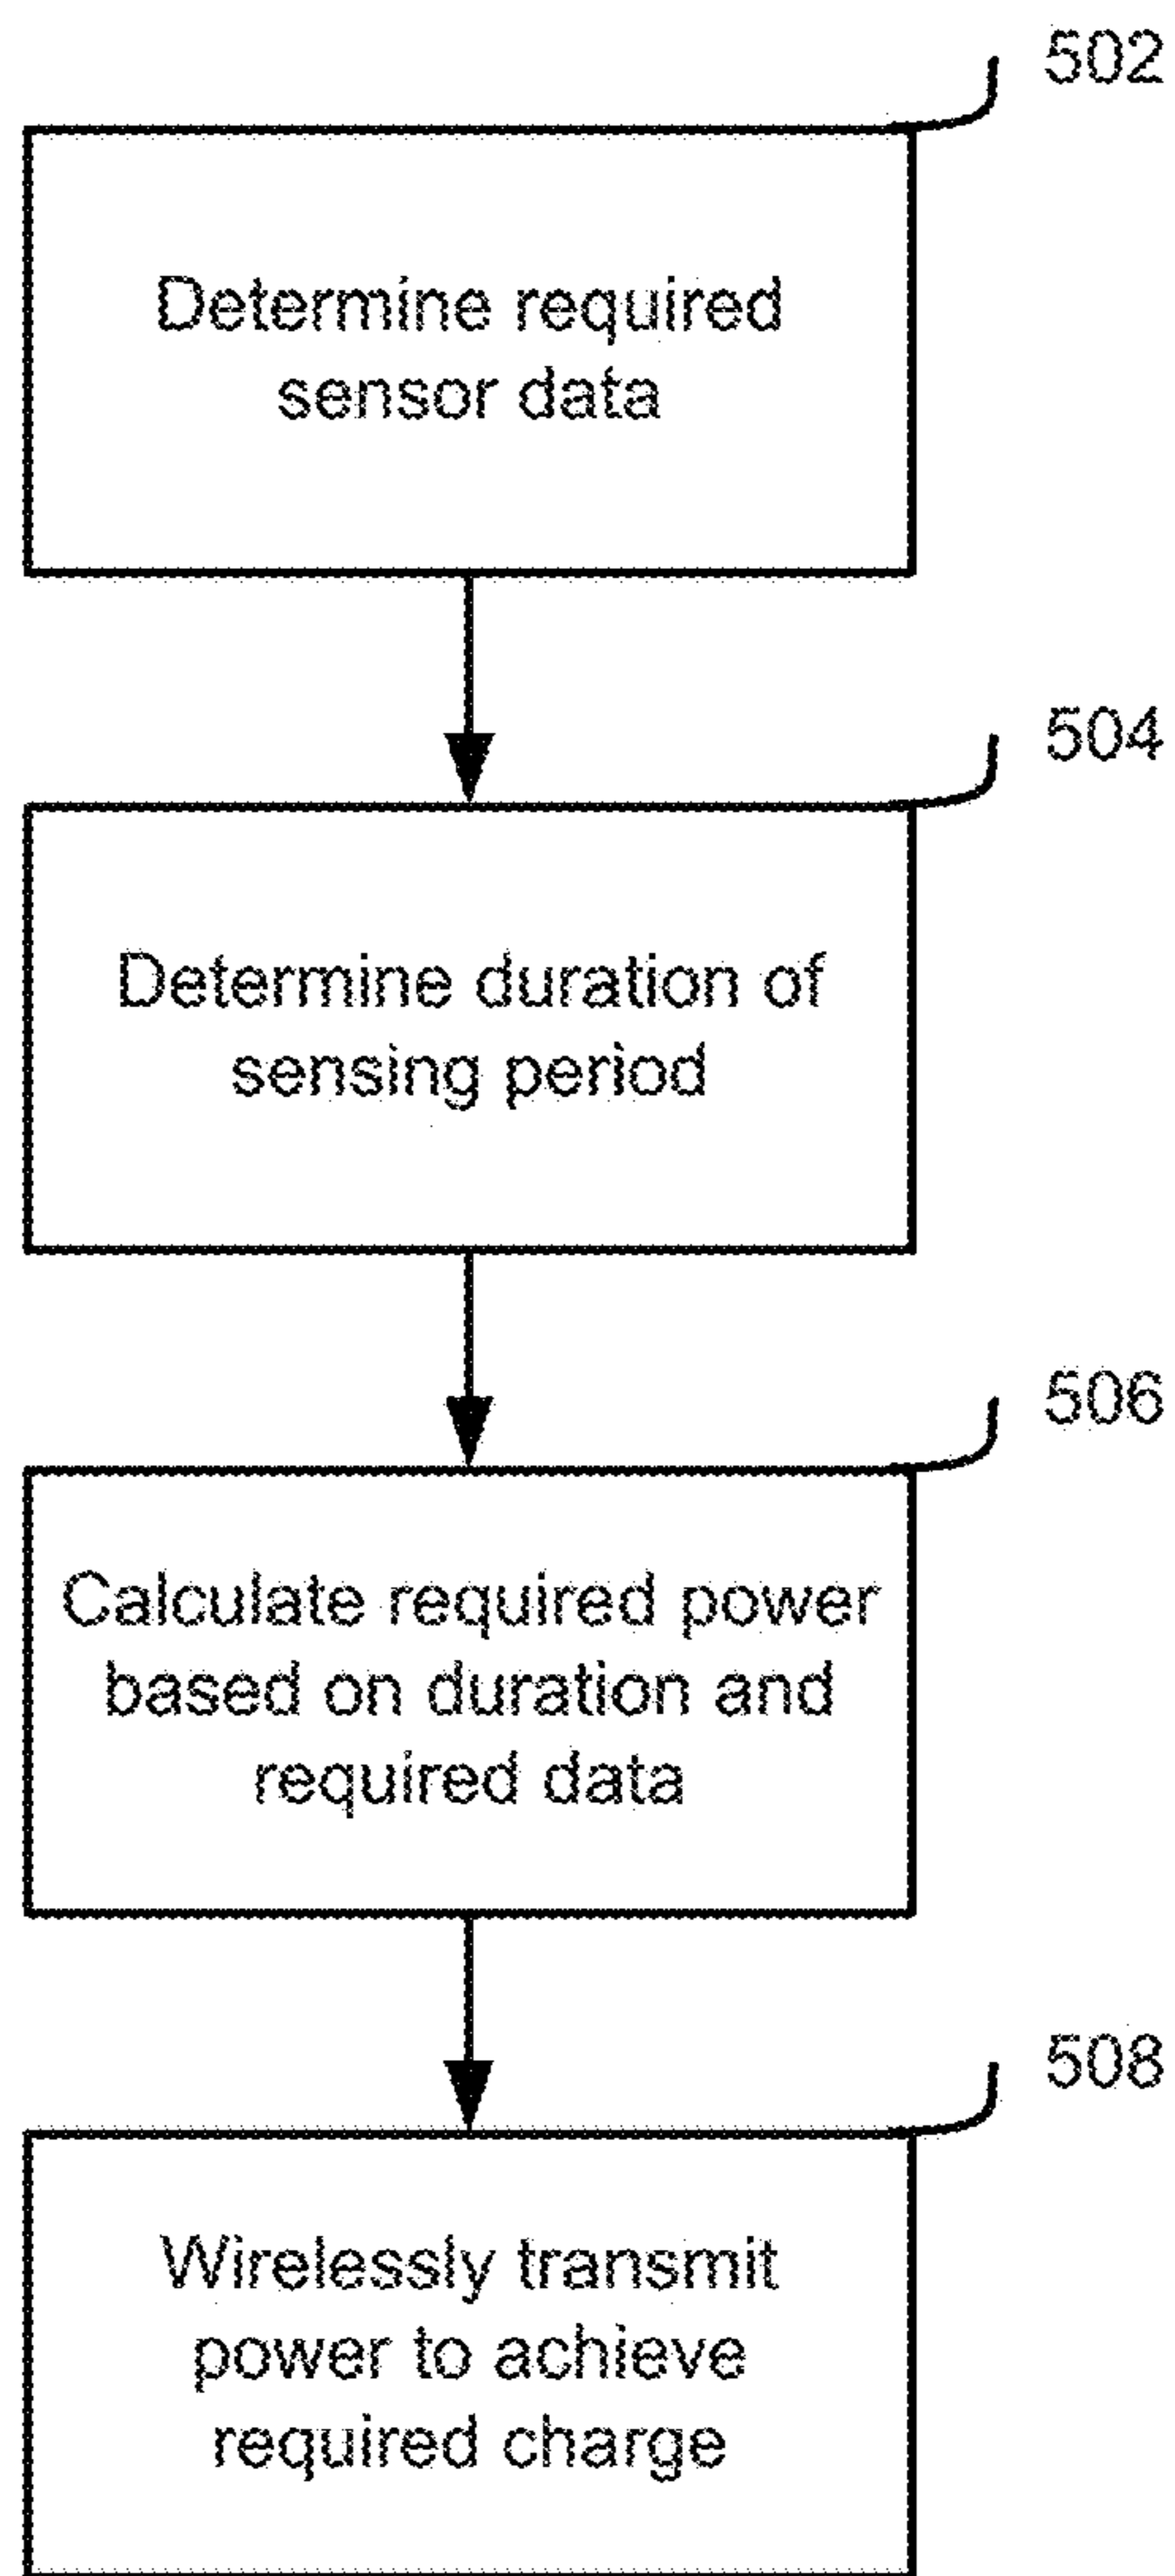 502
Determine required
sensor data
504
Determine duration of
sensing period
506
Calculate required power
based on duration and
required data
508
Wirelessly transmit
power to achieve
required charge